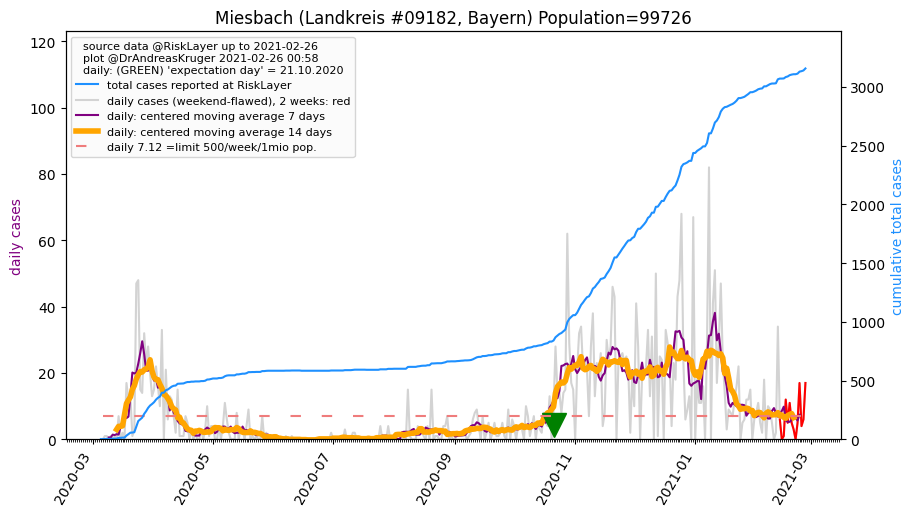 Miesbach (Landkreis #09182, Bayern) Population=99726
source data @RiskLayer up to 2021-02-26
plot @DrAndreasKruger 2021-02-26 00:58
daily: (GREEN) 'expectation day' = 21.10.2020
total cases reported at RiskLayer
daily cases (weekend-flawed), 2 weeks: red
daily: centered moving average 7 days
daily: centered moving average 14 days
daily 7.12 =limit 500/week/1mio pop.
daily cases
120
100
80
60
40
20
0
cumulative total cases
3000
2500
2000
1500
1000
500
0
2020-03
2020-05
2020-07
2020-09
2020-11
2021-01
2021-03